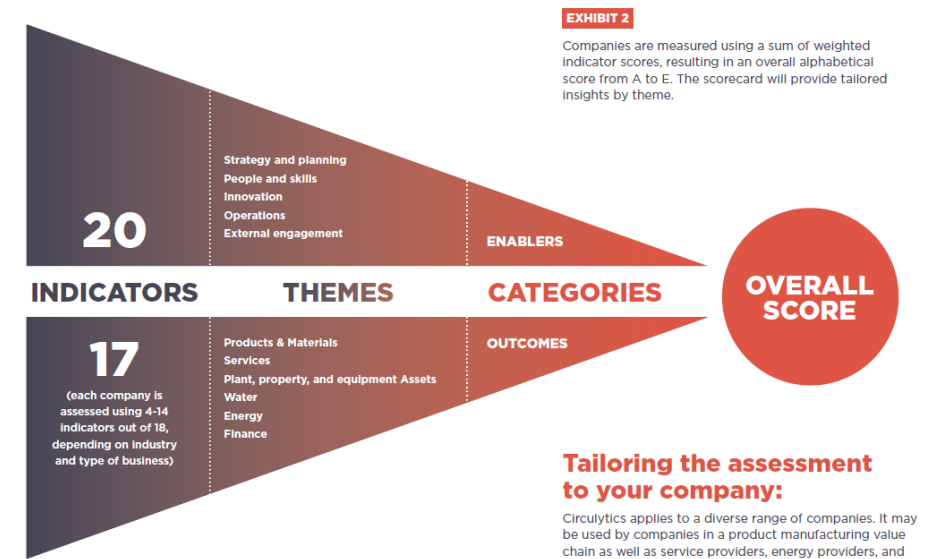 EXHIBIT 2
Companies are measured using a sum of weighted
indicator scores, resulting in an overall alphabetical
score from A to E. The scorecard will provide tailored
insights by theme.
20
Strategy and planning
People and skills
Innovation
Operations
External engagement
ENABLERS
INDICATORS
THEMES
CATEGORIES
OVERALL
SCORE
17
(each company is
assessed using 4-14
indicators out of 18,
depending on industry
and type of business)
Products & Materials
Services
Plant, property, and equipment Assets
Water
Energy
Finance
OUTCOMES
Tailoring the assessment
to your company:
Circulytics applies to a diverse range of companies. It may
be used by companies in a product manufacturing value
chain as well as service providers, energy providers, and